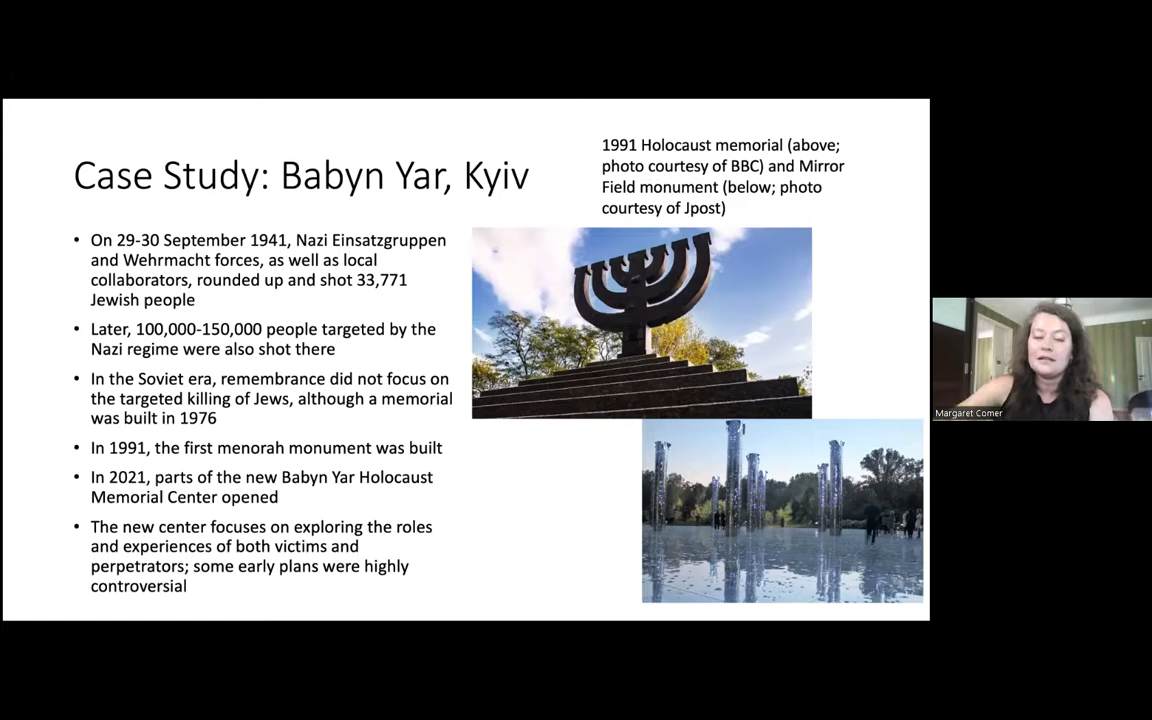 Case Study: Babyn Yar, Kyiv
1991 Holocaust memorial (above;
photo courtesy of BBC) and Mirror
Field monument (below; photo
courtesy of Jpost)
• On 29-30 September 1941, Nazi Einsatzgruppen
and Wehrmacht forces, as well as local
collaborators, rounded up and shot 33,771
Jewish people
• Later, 100,000-150,000 people targeted by the
Nazi regime were also shot there
• In the Soviet era, remembrance did not focus on
the targeted killing of Jews, although a memorial
was built in 1976
• In 1991, the first menorah monument was built
• In 2021, parts of the new Babyn Yar Holocaust
Memorial Center opened
• The new center focuses on exploring the roles
and experiences of both victims and
perpetrators; some early plans were highly
controversial
Margaret Comer